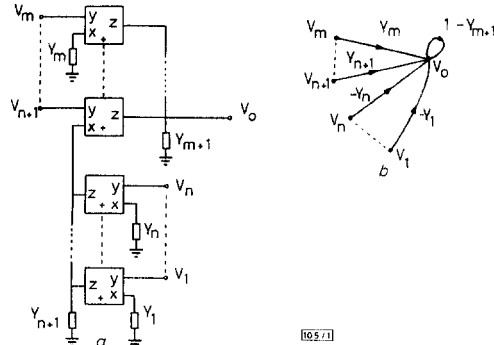 Vm
y
x
z
+
Ym
Vn+1
y
x
z
+
Vo
Ym+1
z
y
x
+
Vn
Yn
z
y
x
+
V1
Yn+1
Y1
a
1 - Ym+1
Vm
Ym
Vo
Yn+1
Vn+1
-Yn
Vn
-Y1
V1
b
105/1